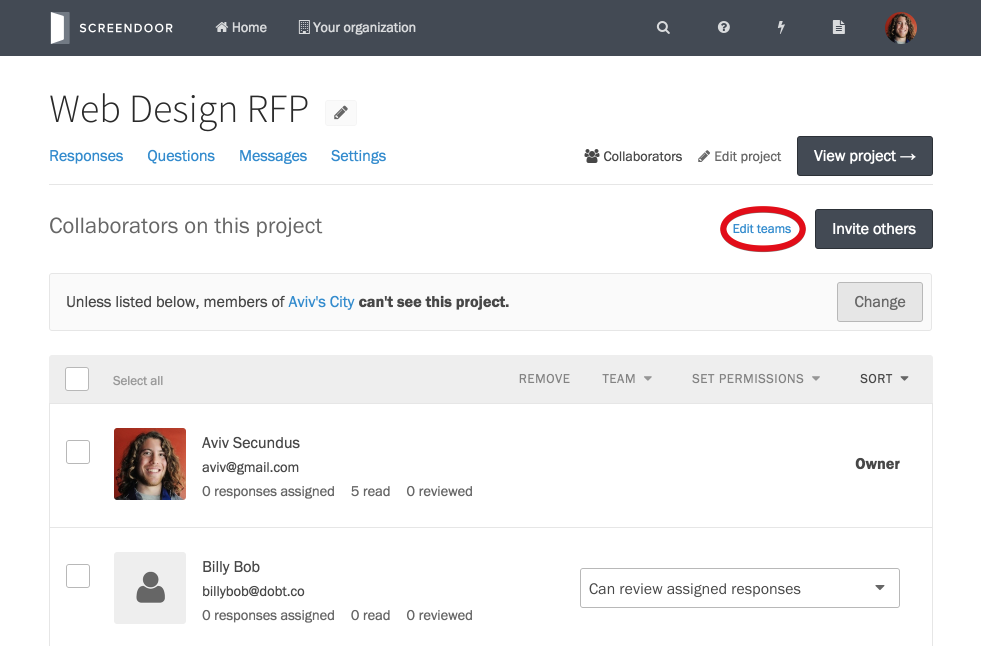 SCREENDOOR Home Your organization
Web Design RFP
Responses Questions Messages Settings Collaborators Edit project View project →
Collaborators on this project Edit teams Invite others
Unless listed below, members of Aviv's City can't see this project. Change
Select all REMOVE TEAM SET PERMISSIONS SORT
Aviv Secundus
aviv@gmail.com
Owner
0 responses assigned 5 read 0 reviewed
Billy Bob
billybob@dobt.co
Can review assigned responses
0 responses assigned 0 read 0 reviewed